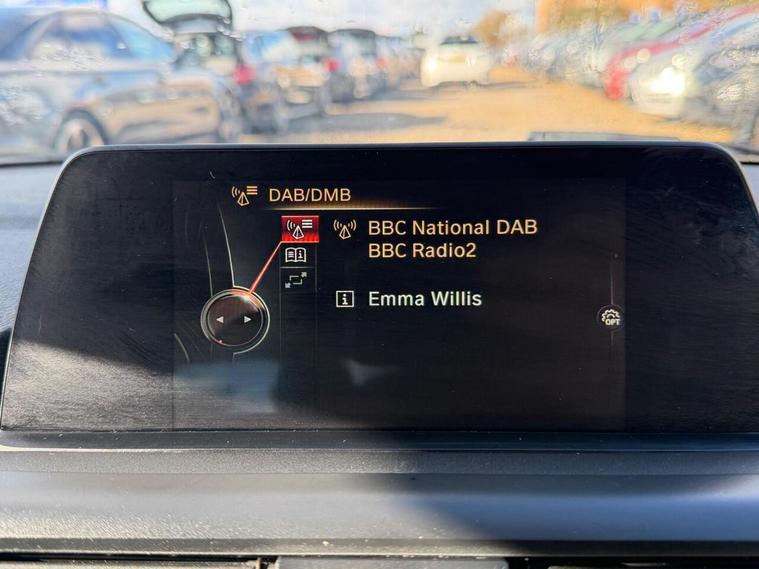 DAB/DMB
BBC National DAB
BBC Radio2
Emma Willis
OPT